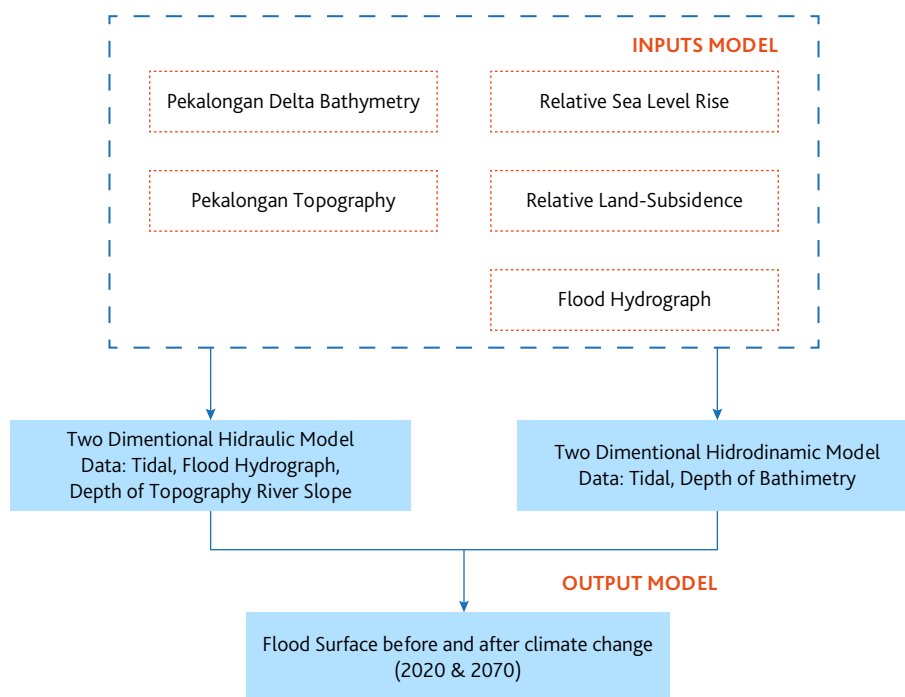 INPUTS MODEL
Pekalongan Delta Bathymetry
Relative Sea Level Rise
Pekalongan Topography
Relative Land-Subsidence
Flood Hydrograph
Two Dimentional Hidraulic Model
Data: Tidal, Flood Hydrograph,
Depth of Topography River Slope
Two Dimentional Hidrodinamic Model
Data: Tidal, Depth of Bathimetry
OUTPUT MODEL
Flood Surface before and after climate change
(2020 & 2070)